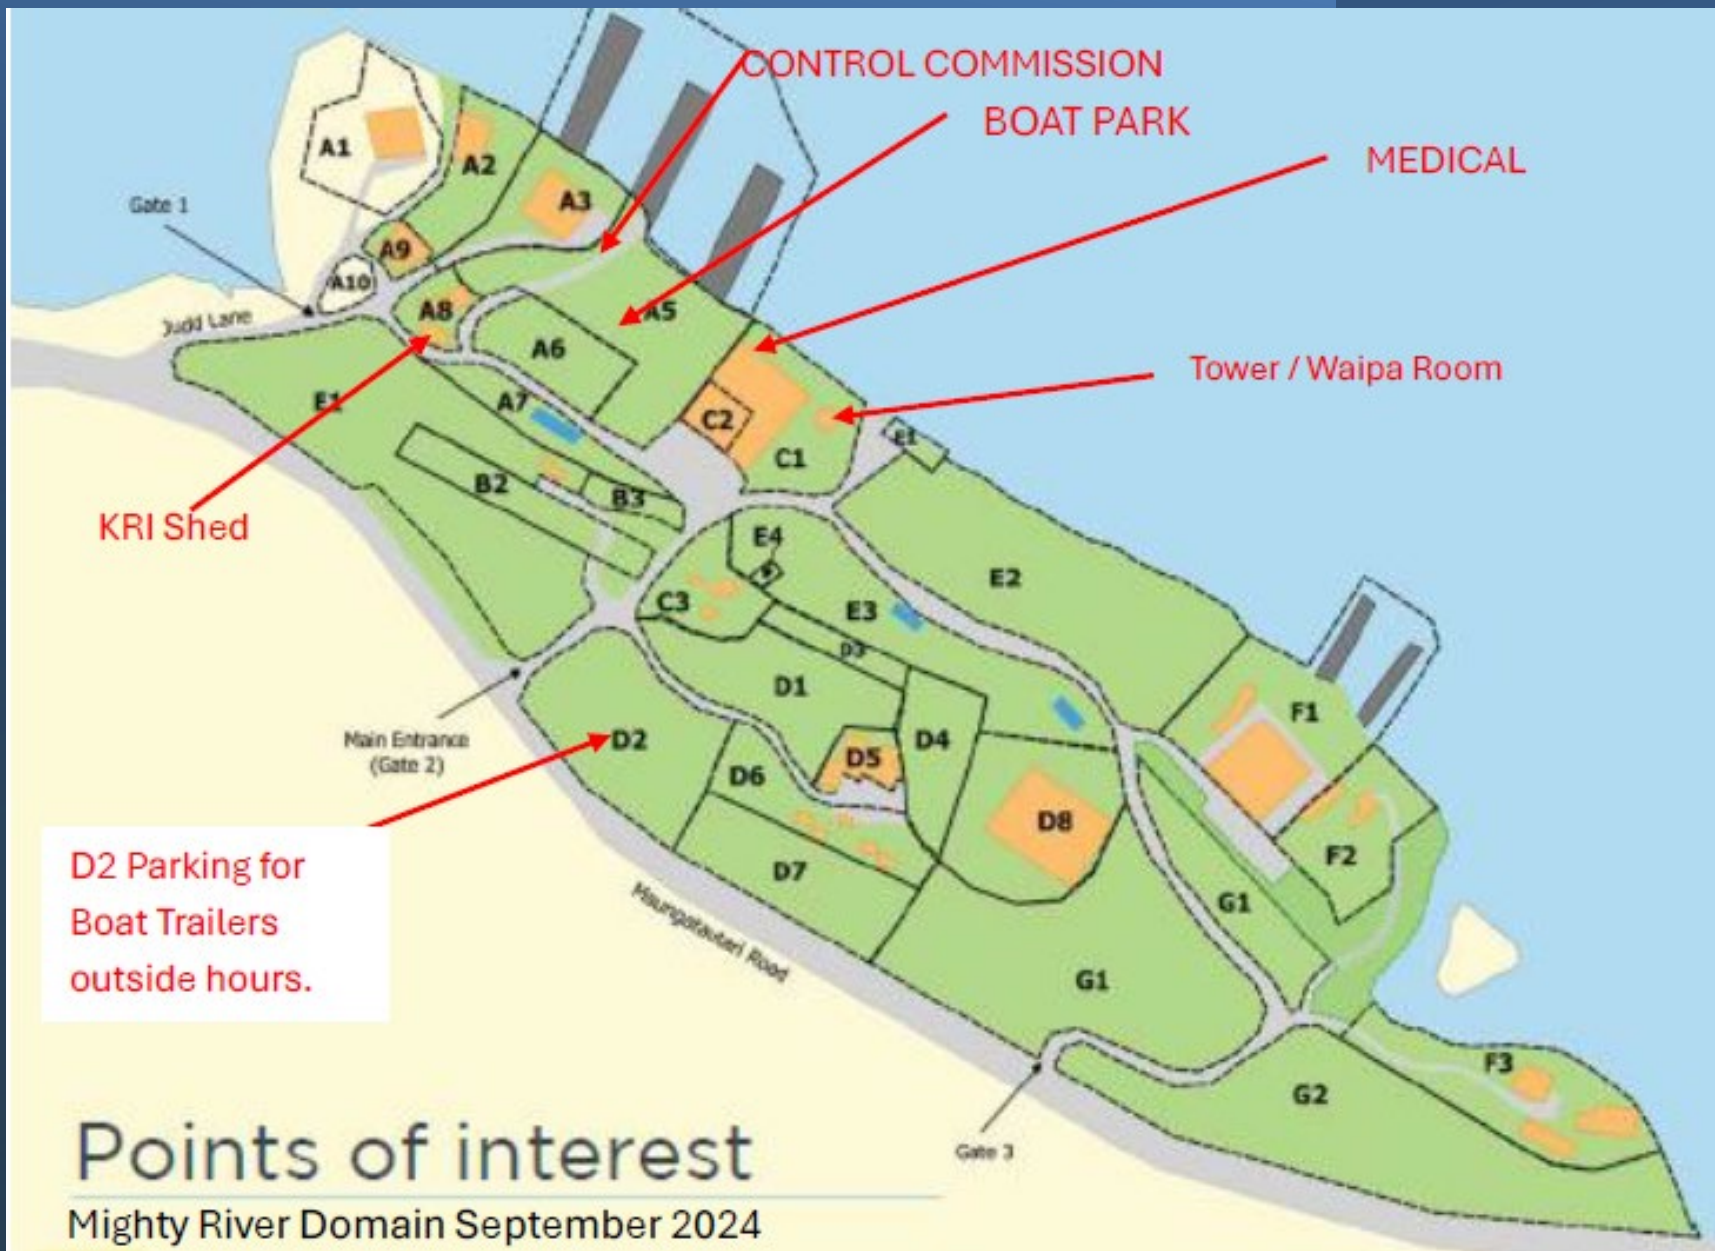 CONTROL COMMISSION
BOAT PARK
MEDICAL
A1
A2
Gate 1
A3
A9
A10
A8
A5
Judd Lane
A6
Tower / Waipa Room
E1
A7
C2
E1
C1
B2
B3
KRI Shed
E4
E2
C3
E3
D3
D1
F1
Main Entrance
(Gate 2)
D2
D4
D5
D6
D8
D2 Parking for
Boat Trailers
outside hours.
F2
D7
Maungatautari Road
G1
G1
F3
G2
Gate 3
Points of interest
Mighty River Domain September 2024